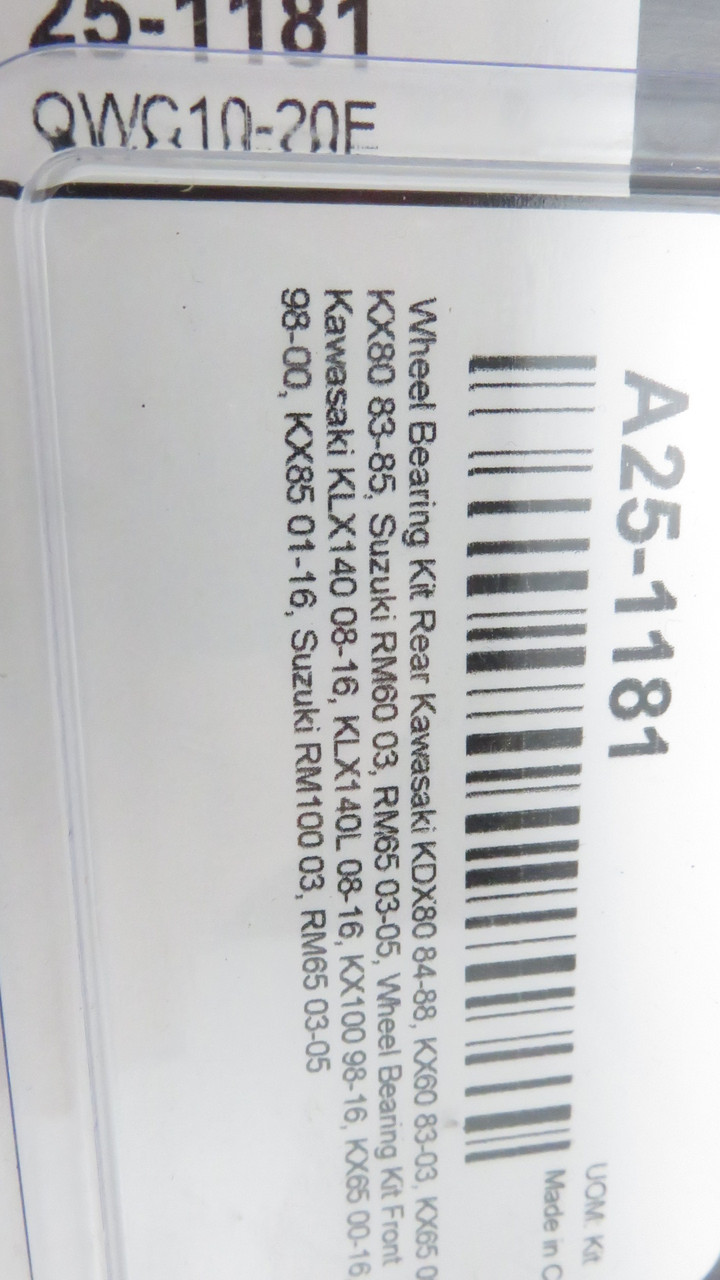 25-1181
A25-1181
UOM: Kit
Made in
Wheel Bearing Kit Rear Kawasaki KDX80 84-88, KX60 83-03, KX65
KX80 83-85, Suzuki RM60 03, RM65 03-05, Wheel Bearing Kit Front
Kawasaki KLX140 08-16, KLX140L 08-16, KX100 98-16, KX65 00-16
98-00, KX85 01-16, Suzuki RM100 03, RM65 03-05